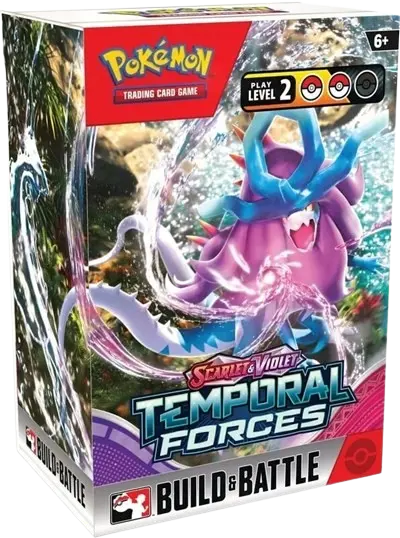 Pokémon
TRADING CARD GAME
6+
PLAY
LEVEL 2
SCARLET & VIOLET
TEMPORAL
FORCES
BUILD & BATTLE
BUILD & BATTLE